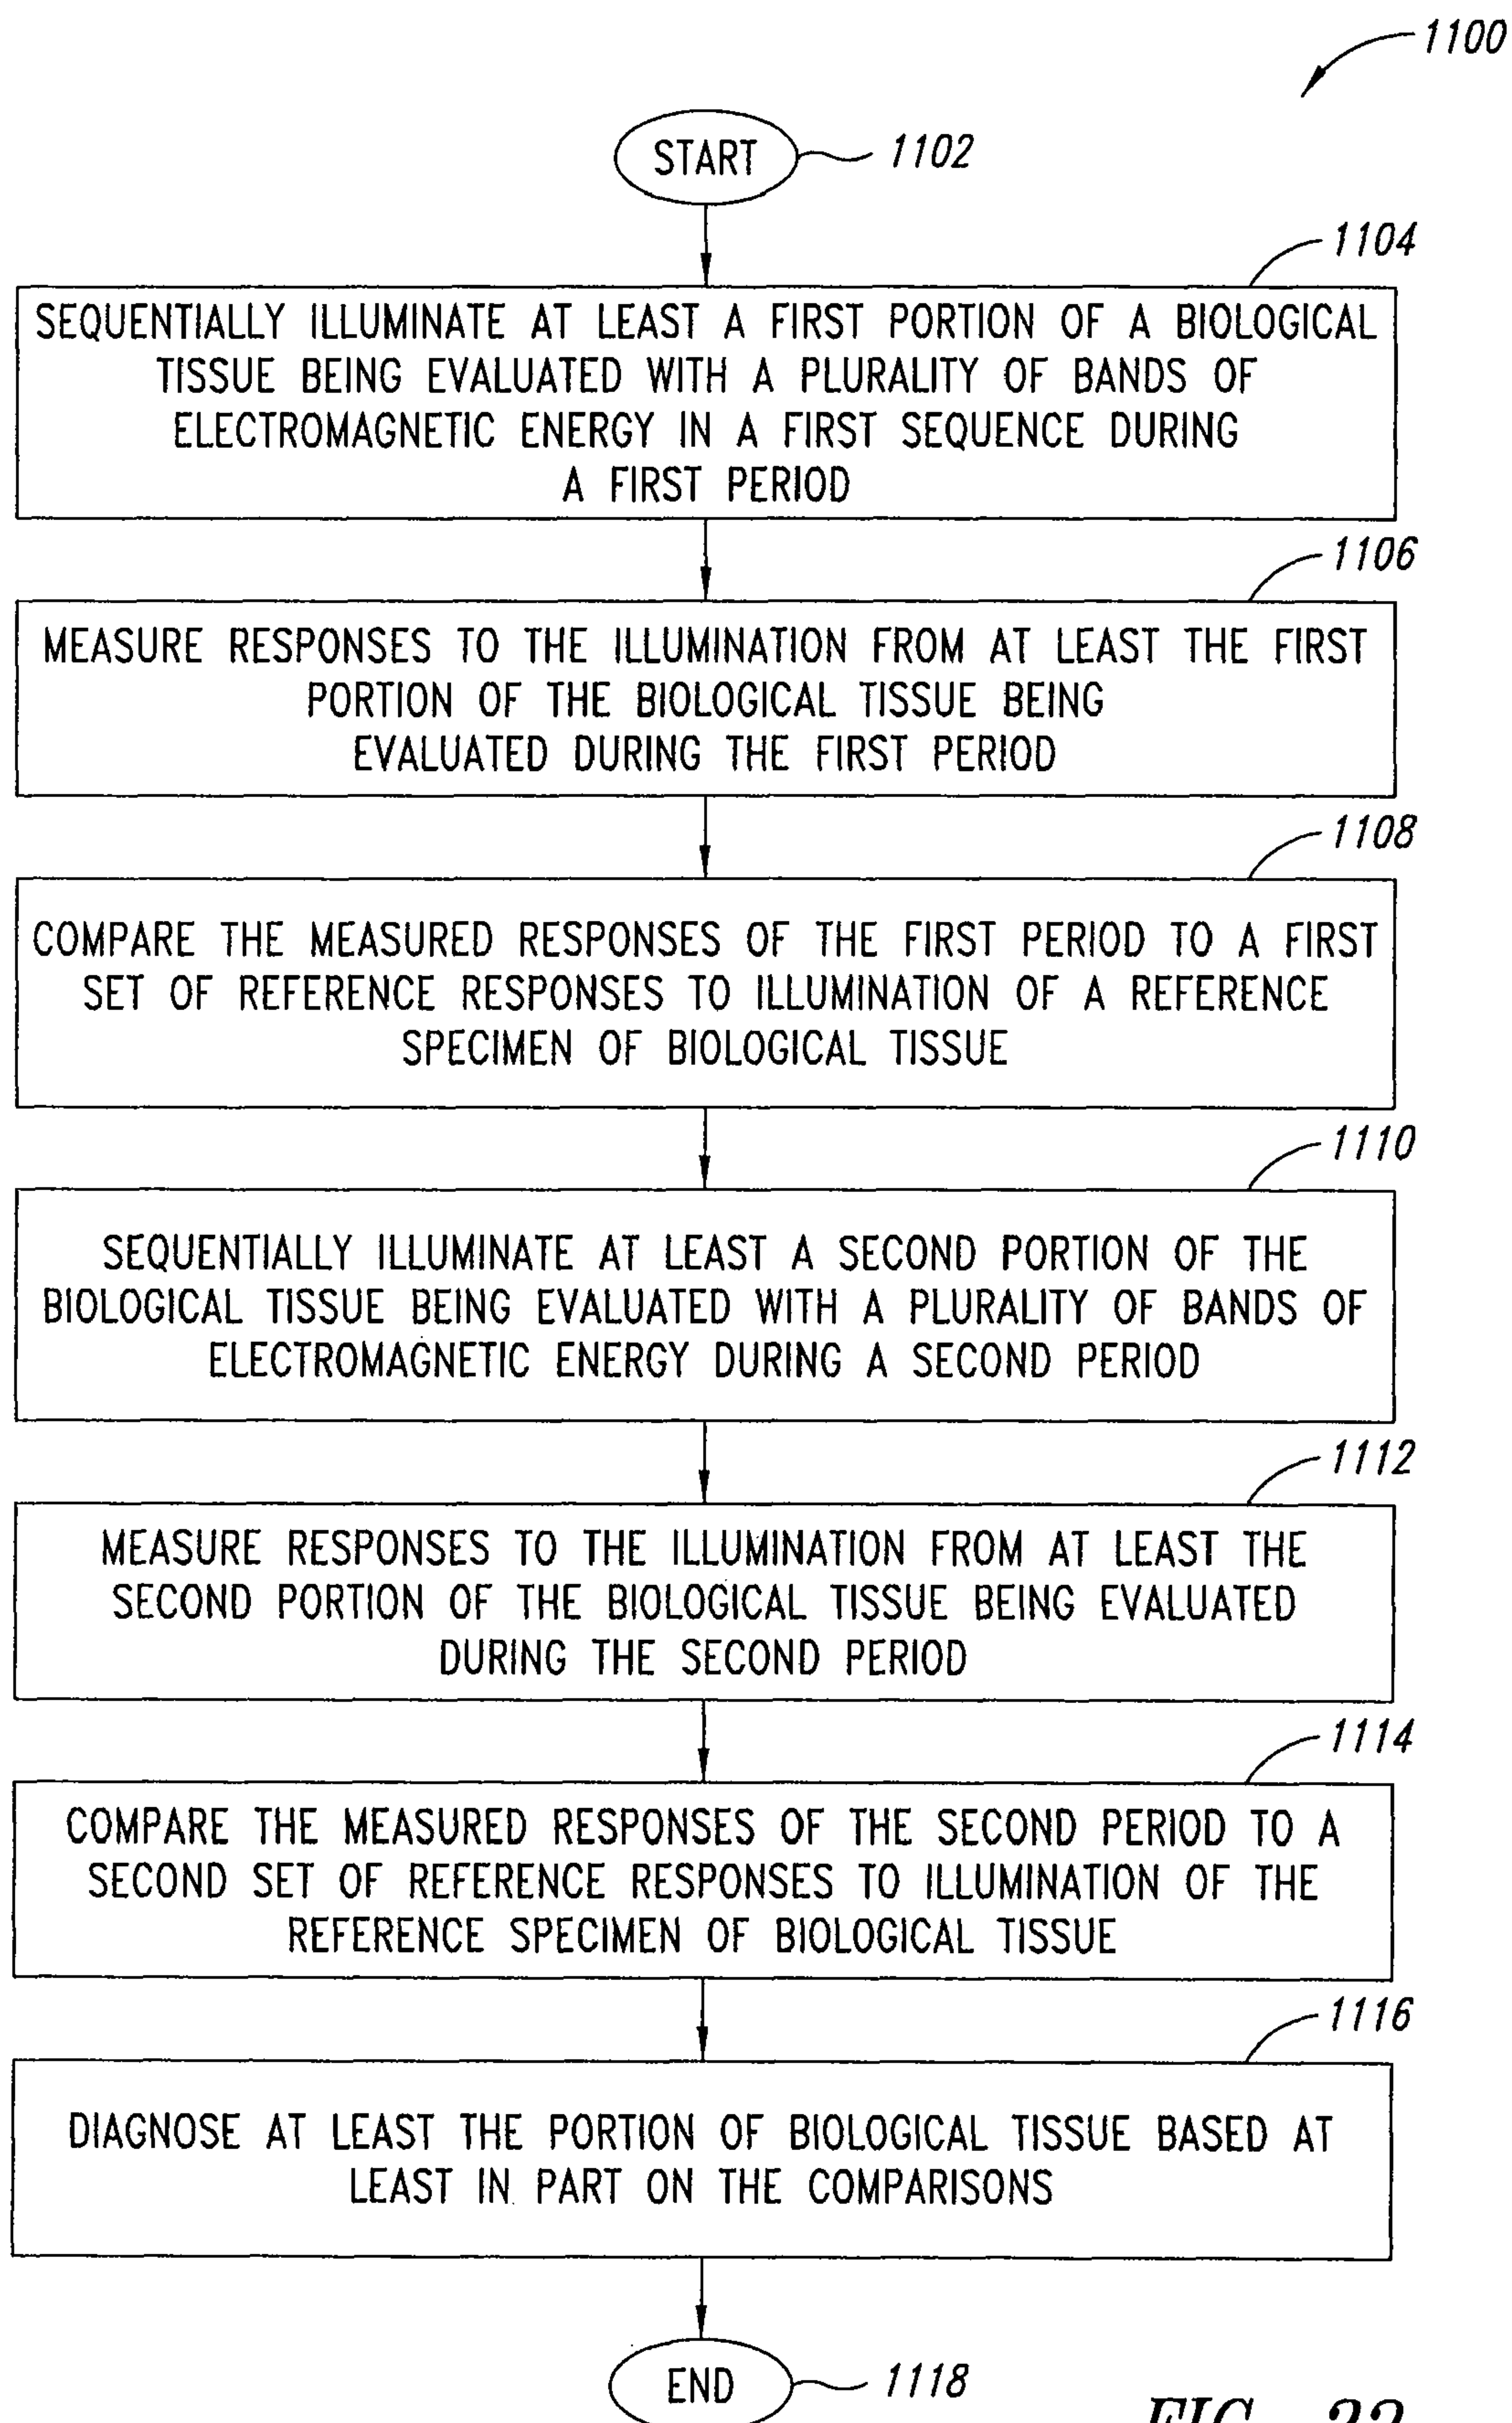 1100
START
1102
1104
SEQUENTIALLY ILLUMINATE AT LEAST A FIRST PORTION OF A BIOLOGICAL
TISSUE BEING EVALUATED WITH A PLURALITY OF BANDS OF
ELECTROMAGNETIC ENERGY IN A FIRST SEQUENCE DURING
A FIRST PERIOD
1106
MEASURE RESPONSES TO THE ILLUMINATION FROM AT LEAST THE FIRST
PORTION OF THE BIOLOGICAL TISSUE BEING
EVALUATED DURING THE FIRST PERIOD
1108
COMPARE THE MEASURED RESPONSES OF THE FIRST PERIOD TO A FIRST
SET OF REFERENCE RESPONSES TO ILLUMINATION OF A REFERENCE
SPECIMEN OF BIOLOGICAL TISSUE
1110
SEQUENTIALLY ILLUMINATE AT LEAST A SECOND PORTION OF THE
BIOLOGICAL TISSUE BEING EVALUATED WITH A PLURALITY OF BANDS OF
ELECTROMAGNETIC ENERGY DURING A SECOND PERIOD
1112
MEASURE RESPONSES TO THE ILLUMINATION FROM AT LEAST THE
SECOND PORTION OF THE BIOLOGICAL TISSUE BEING EVALUATED
DURING THE SECOND PERIOD
1114
COMPARE THE MEASURED RESPONSES OF THE SECOND PERIOD TO A
SECOND SET OF REFERENCE RESPONSES TO ILLUMINATION OF THE
REFERENCE SPECIMEN OF BIOLOGICAL TISSUE
1116
DIAGNOSE AT LEAST THE PORTION OF BIOLOGICAL TISSUE BASED AT
LEAST IN PART ON THE COMPARISONS
END
1118
FIG.